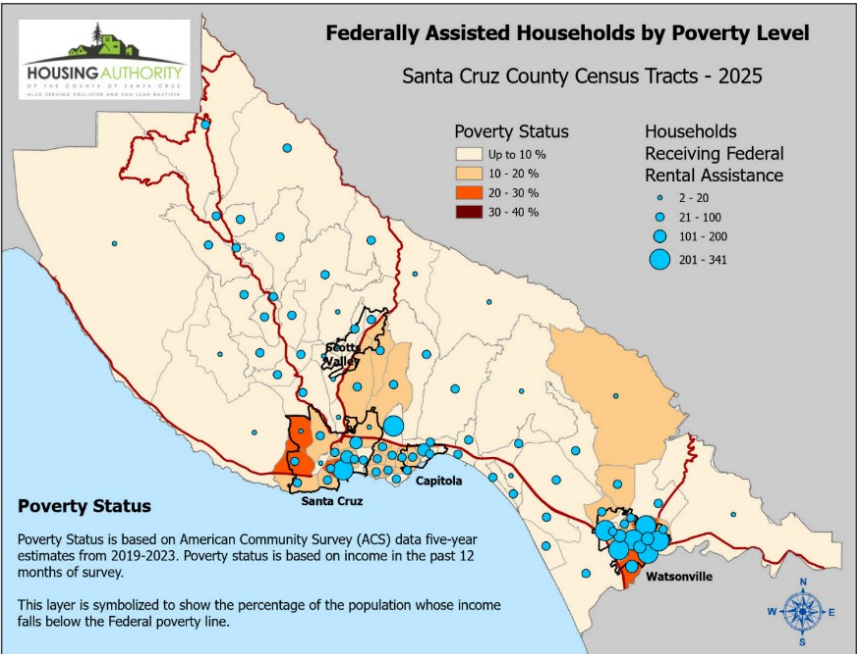 HOUSING AUTHORITY
OF THE COUNTY OF SANTA CRUZ
ALSO SERVING HOLLISTER AND SAN JUAN BAUTISTA
Federally Assisted Households by Poverty Level
Santa Cruz County Census Tracts - 2025
Poverty Status
Up to 10 %
10 - 20 %
20 - 30 %
30 - 40 %
Households
Receiving Federal
Rental Assistance
2 - 20
21 - 100
101 - 200
201 - 341
Scotts
Valley
Santa Cruz
Capitola
Watsonville
Poverty Status
Poverty Status is based on American Community Survey (ACS) data five-year
estimates from 2019-2023. Poverty status is based on income in the past 12
months of survey.
This layer is symbolized to show the percentage of the population whose income
falls below the Federal poverty line.
N
W
E
S